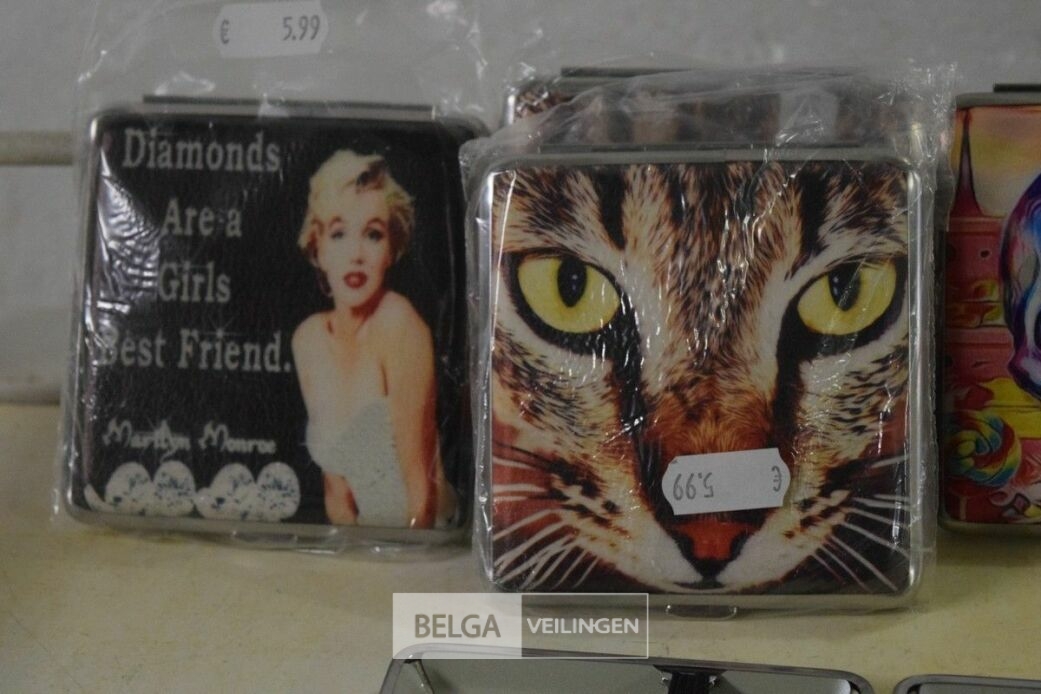 € 5.99
Diamonds
Are a
Girls
Best Friend.
Marilyn Monroe
€ 5.99
BELGA VEILINGEN